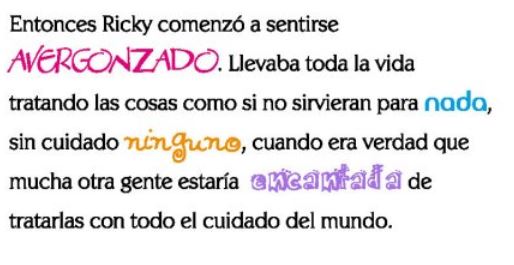 Entonces Ricky comenzó a sentirse
AVERGONZADO. Llevaba toda la vida
tratando las cosas como si no sirvieran para nada,
sin cuidado ninguno, cuando era verdad que
mucha otra gente estaría encantada de
tratarlas con todo el cuidado del mundo.